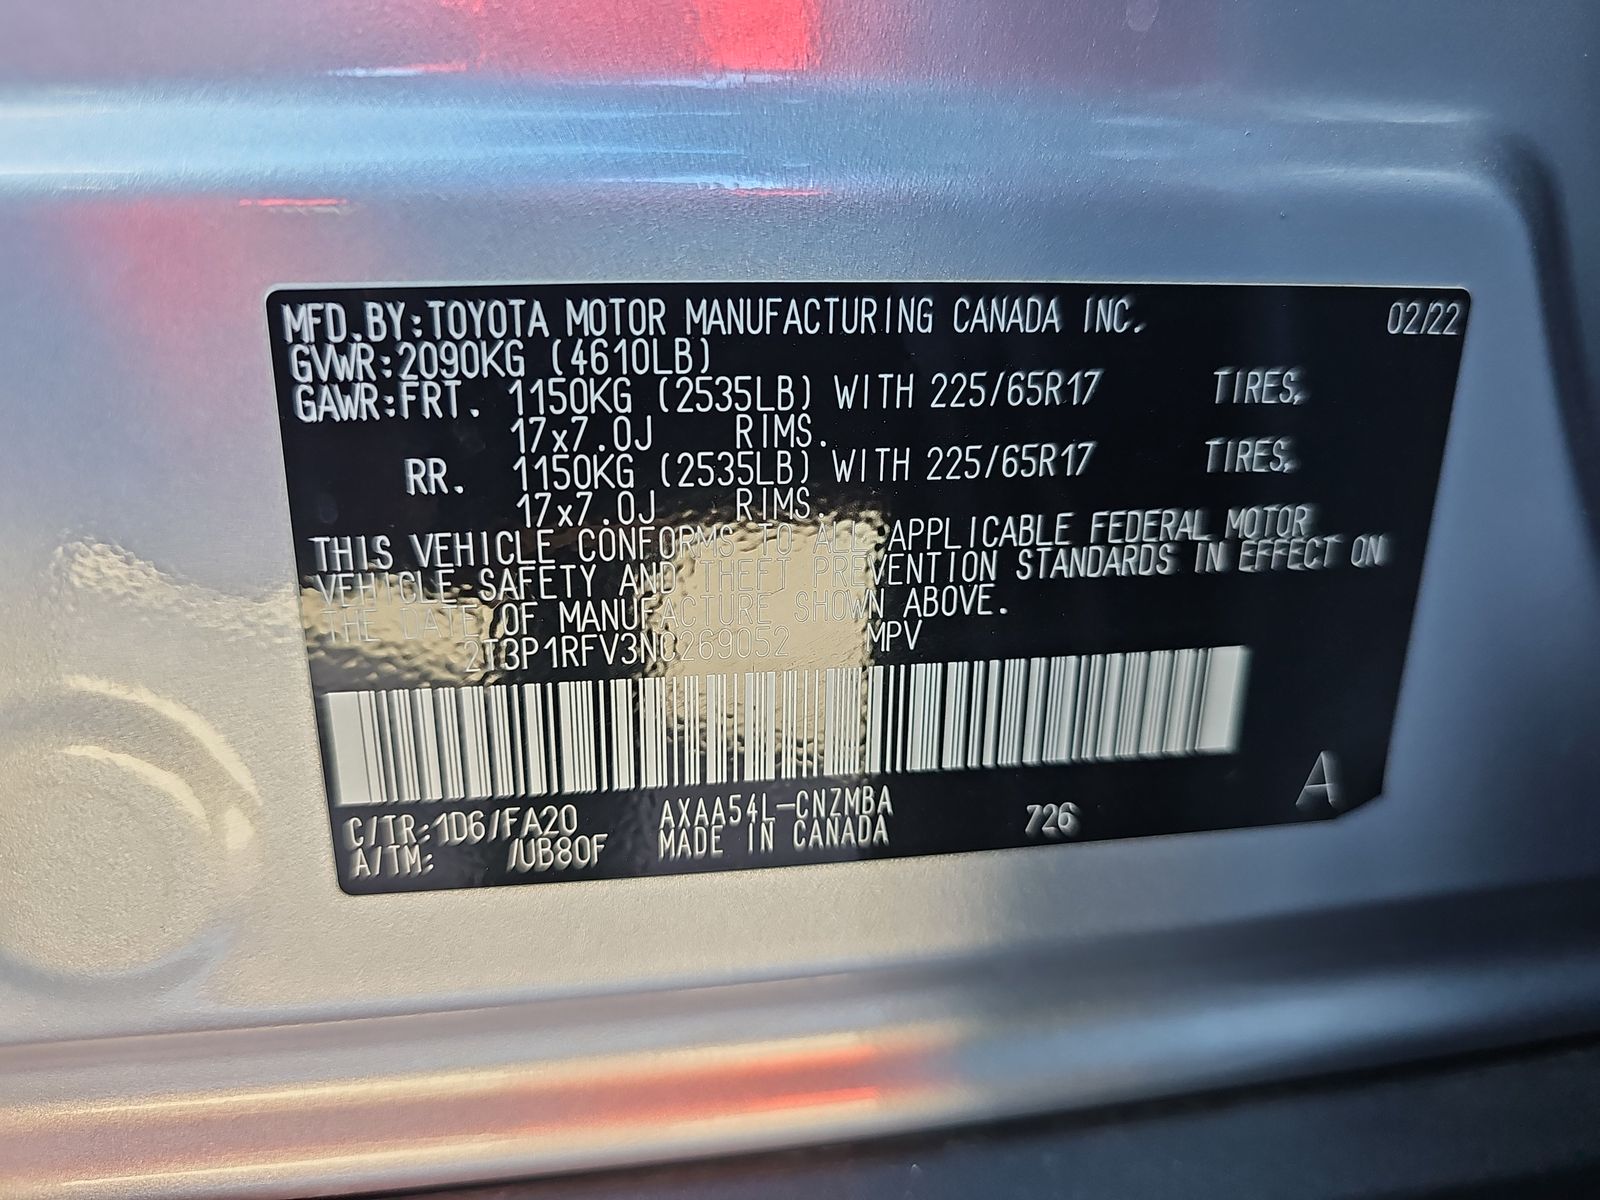 MFD.BY:TOYOTA MOTOR MANUFACTURING CANADA INC. 02/22
GVWR:2090KG (4610LB)
GAWR:FRT. 1150KG (2535LB) WITH 225/65R17 TIRES,
17x7.0J RIMS.
RR. 1150KG (2535LB) WITH 225/65R17 TIRES,
17x7.0J RIMS.
THIS VEHICLE CONFORMS TO ALL APPLICABLE FEDERAL MOTOR
VEHICLE SAFETY AND THEFT PREVENTION STANDARDS IN EFFECT ON
THE DATE OF MANUFACTURE SHOWN ABOVE.
2T3P1RFV3NC269052 MPV
C/TR:1D6/FA20 AXAA54L-CNZMBA 726 A
A/TM: /UB80F MADE IN CANADA